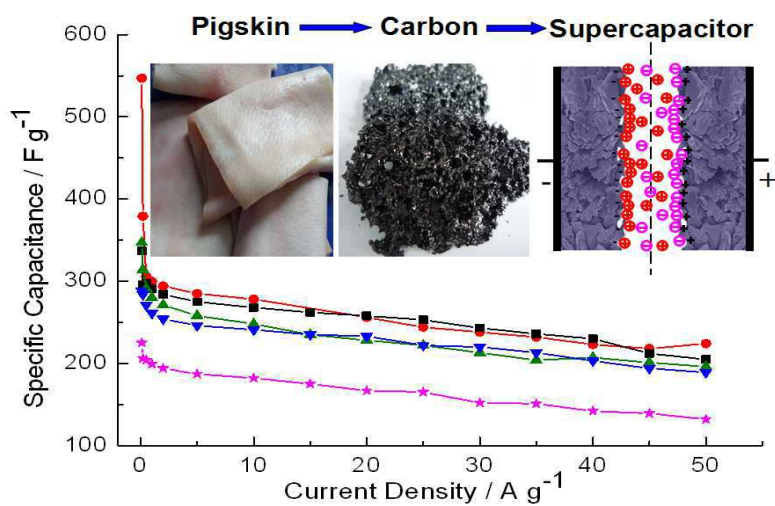 Pigskin Carbon Supercapacitor
600
500
400
300
200
100
0 10 20 30 40 50
Specific Capacitance / F g-1
Current Density / A g-1
- +